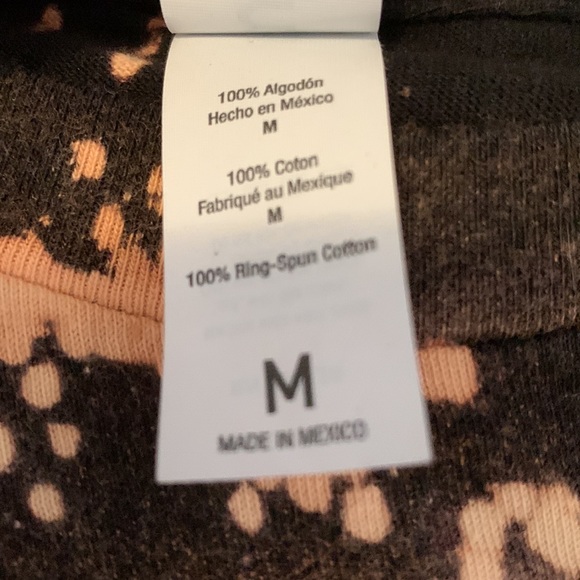 100% Algodón
Hecho en México
M
100% Coton
Fabriqué au Mexique
M
100% Ring-Spun Cotton
M
MADE IN MEXICO